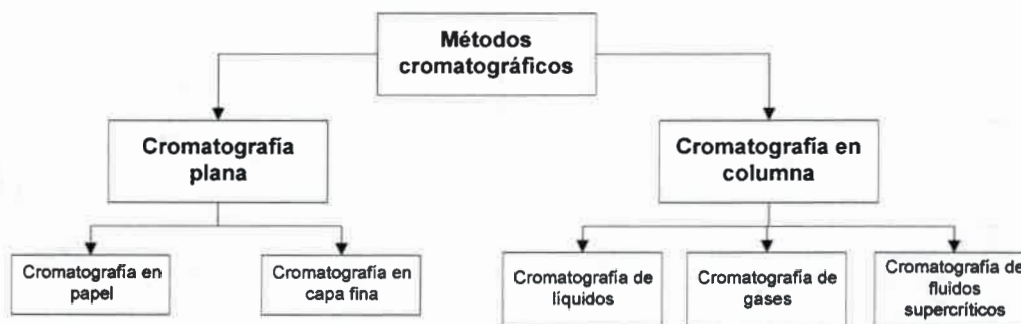 Métodos
cromatográficos
Cromatografía
plana
Cromatografía en
columna
Cromatografía en
papel
Cromatografía en
capa fina
Cromatografía de
líquidos
Cromatografía de
gases
Cromatografía de
fluidos
supercríticos